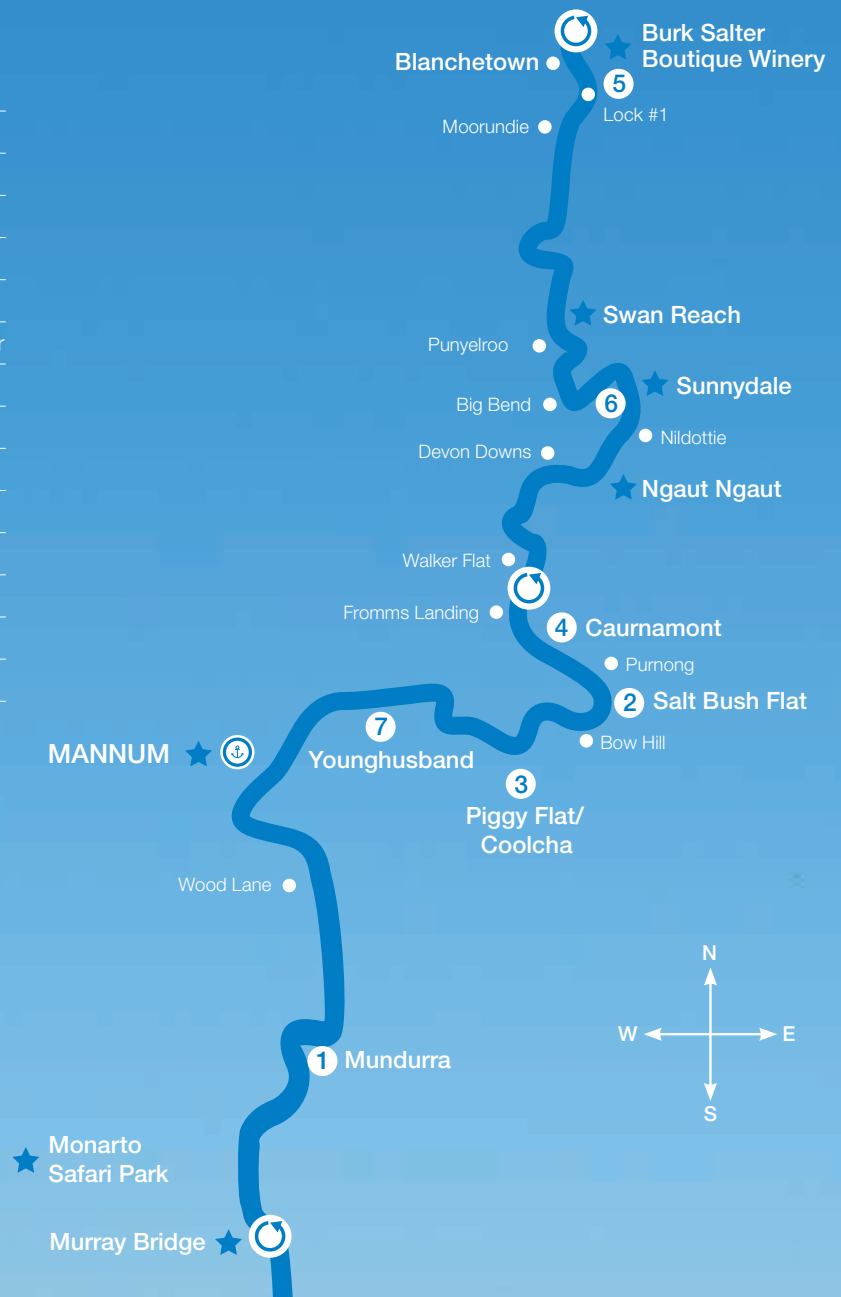 Burk Salter
Boutique Winery
Blanchetown
5
Lock #1
Moorundie
r
Swan Reach
Punyelroo
Sunnydale
Big Bend
6
Nildottie
Devon Downs
Ngaut Ngaut
Walker Flat
Fromms Landing
4 Caurnamont
Purnong
2 Salt Bush Flat
7
Bow Hill
MANNUM
Younghusband
3
Piggy Flat/
Coolcha
Wood Lane
N
W E
S
1 Mundurra
Monarto
Safari Park
Murray Bridge